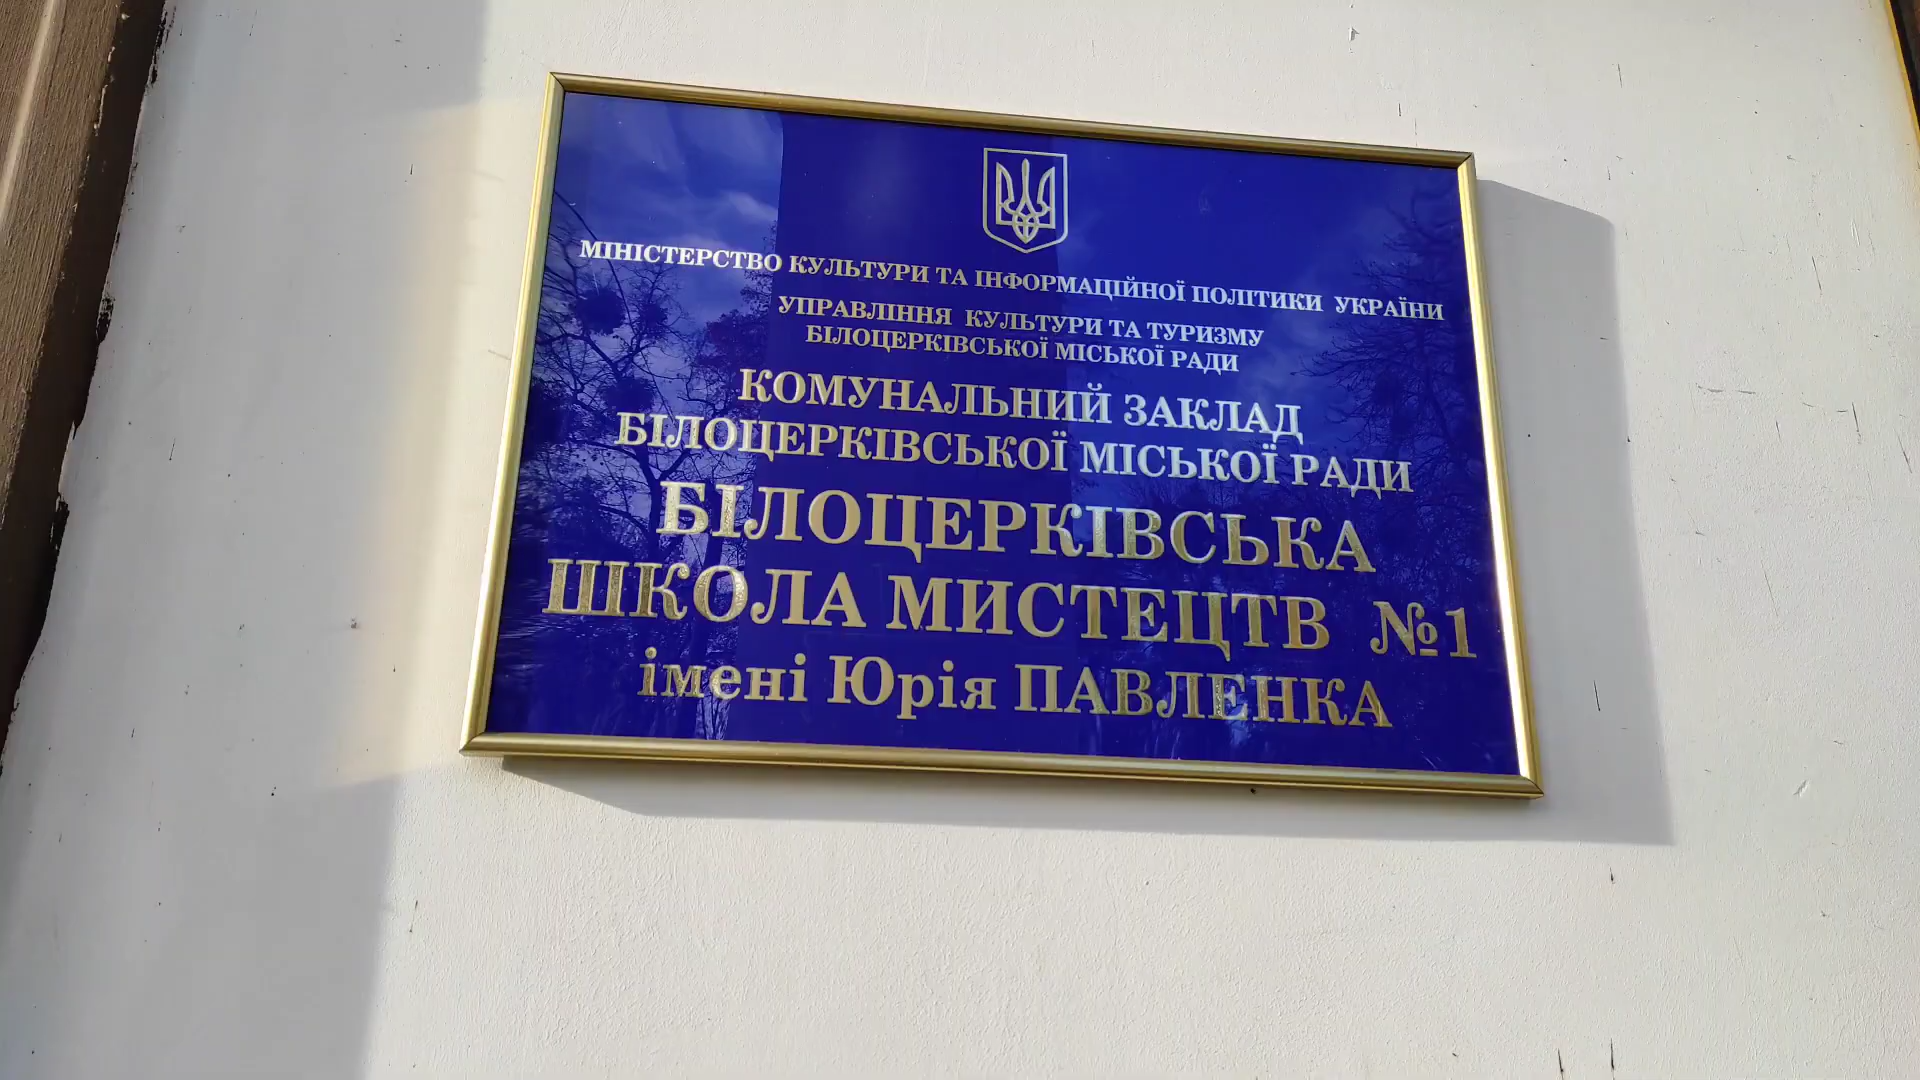 МІНІСТЕРСТВО КУЛЬТУРИ ТА ІНФОРМАЦІЙНОЇ ПОЛІТИКИ УКРАЇНИ
УПРАВЛІННЯ КУЛЬТУРИ ТА ТУРИЗМУ
БІЛОЦЕРКІВСЬКОЇ МІСЬКОЇ РАДИ
КОМУНАЛЬНИЙ ЗАКЛАД
БІЛОЦЕРКІВСЬКОЇ МІСЬКОЇ РАДИ
БІЛОЦЕРКІВСЬКА
ШКОЛА МИСТЕЦТВ №1
імені Юрія ПАВЛЕНКА